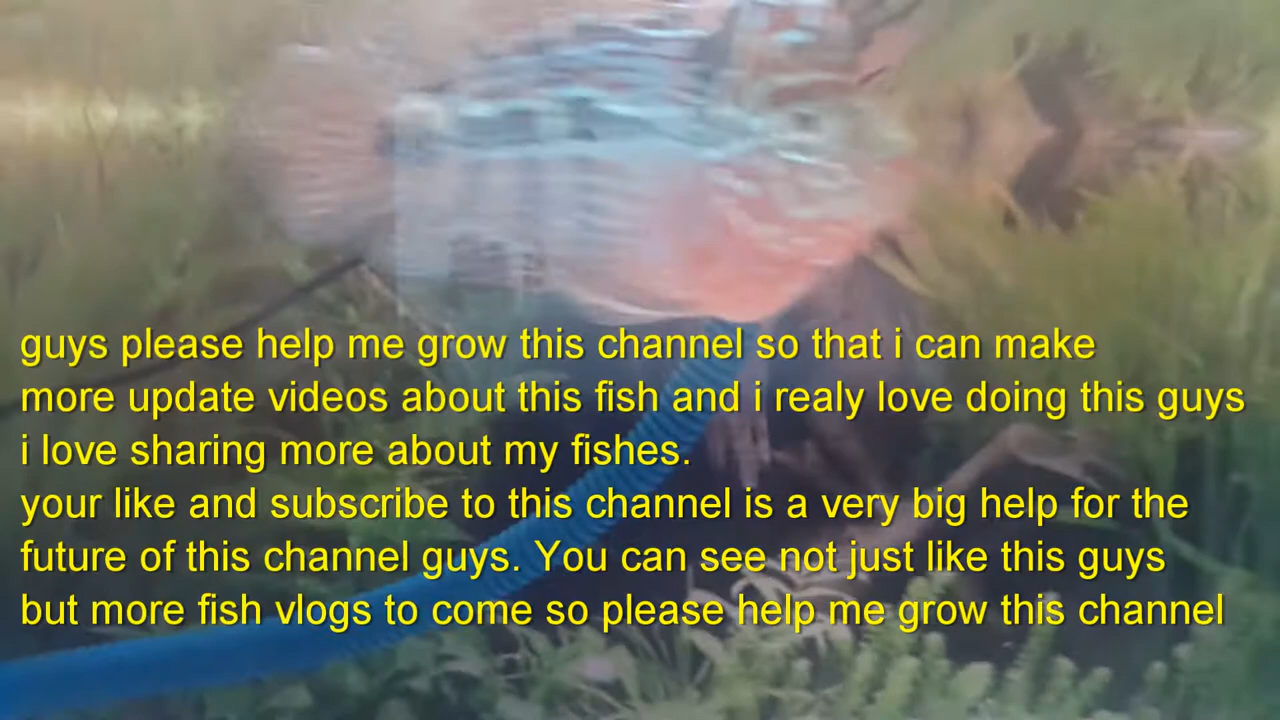 guys please help me grow this channel so that i can make
more update videos about this fish and i realy love doing this guys
i love sharing more about my fishes.
your like and subscribe to this channel is a very big help for the
future of this channel guys. You can see not just like this guys
but more fish vlogs to come so please help me grow this channel